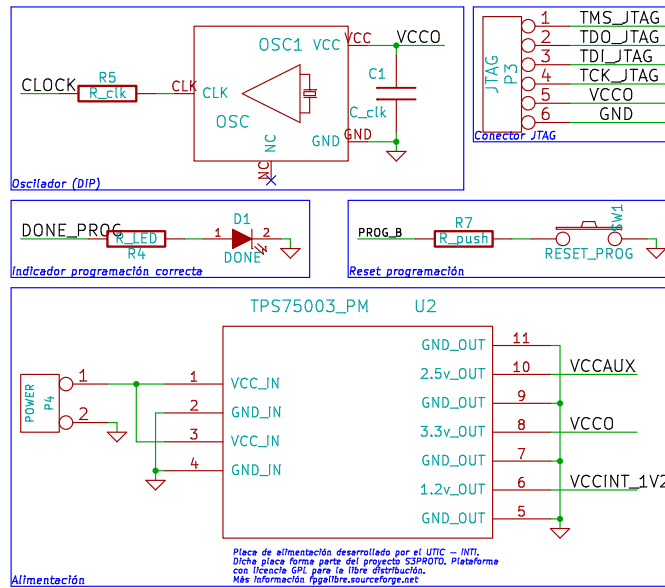 OSC1
VCC
VCC
VCCO
CLOCK
R5
R_clk
CLK
CLK
OSC
C1
C_clk
GND
GND
NC
NC
Oscilador (DIP)
JTAG
P3
1
TMS_JTAG
2
TDO_JTAG
3
TDI_JTAG
4
TCK_JTAG
5
VCCO
6
GND
Conector JTAG
DONE_PROG
R_LED
R4
1
D1
2
DONE
Indicador programación correcta
PROG_B
R7
R_push
SW1
RESET_PROG
Reset programación
TPS75003_PM
U2
POWER
P4
1
2
1
VCC_IN
2
GND_IN
3
VCC_IN
4
GND_IN
GND_OUT
11
2.5v_OUT
10
VCCAUX
GND_OUT
9
3.3v_OUT
8
VCCO
GND_OUT
7
1.2v_OUT
6
VCCINT_1V2
GND_OUT
5
Placa de alimentación desarrollado por el UTIC – INTI.
Dicha placa forma parte del proyecto S3PROTO. Plataforma
con licencia GPL para la libre distribución.
Más información fpgalibre.sourceforge.net
Alimentación